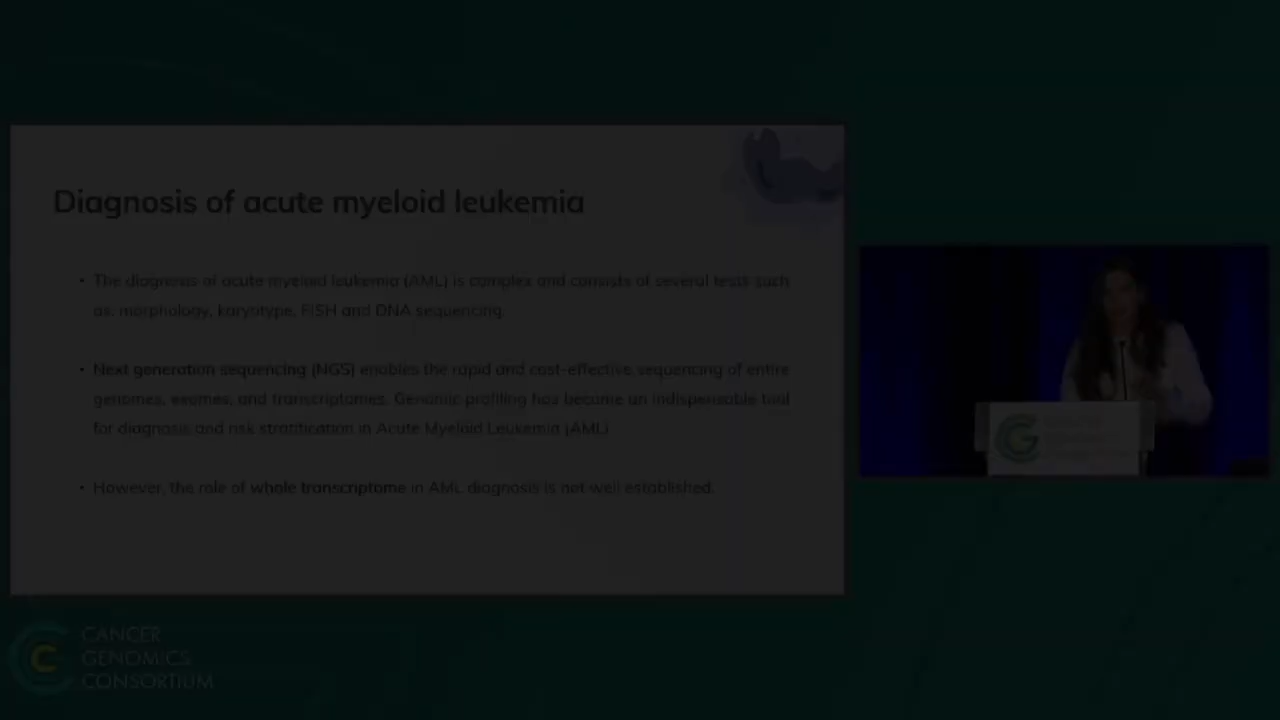 Diagnosis of acute myeloid leukemia
• The diagnosis of acute myeloid leukemia (AML) is complex and consists of several tests such
as: morphology, karyotype, FISH and DNA sequencing.
• Next generation sequencing (NGS) enables the rapid and cost-effective sequencing of entire
genomes, exomes, and transcriptomes. Genomic profiling has become an indispensable tool
for diagnosis and risk stratification in Acute Myeloid Leukemia (AML)
• However, the role of whole transcriptome in AML diagnosis is not well established.
CANCER
GENOMICS
CONSORTIUM